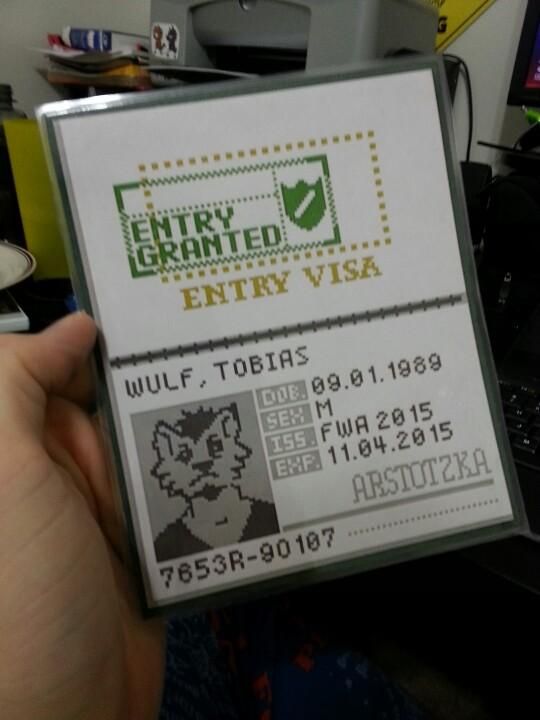 ENTRY
GRANTED
ENTRY VISA
WULF, TOBIAS
DOB. 09.01.1989
SEX M
ISS. FWA 2015
EXP. 11.04.2015
ARSTOTZKA
7653R-90107